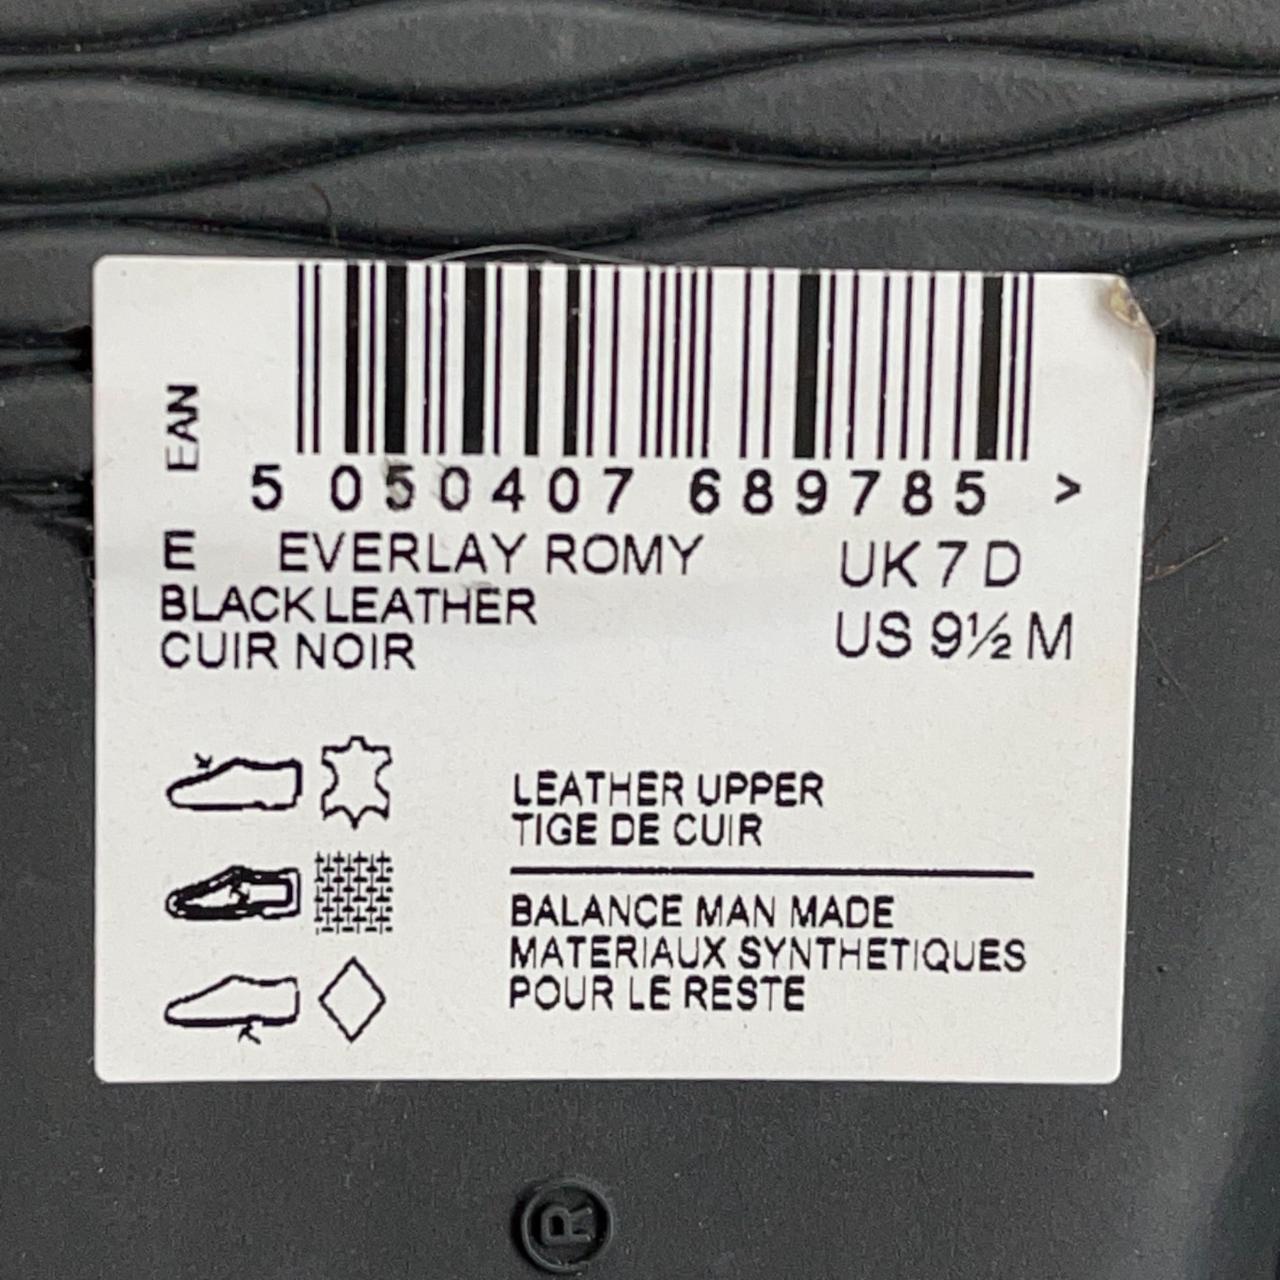 EAN
5 050407 689785 >
E EVERLAY ROMY UK 7 D
BLACK LEATHER
CUIR NOIR US 9½ M
LEATHER UPPER
TIGE DE CUIR
BALANCE MAN MADE
MATERIAUX SYNTHETIQUES
POUR LE RESTE
®